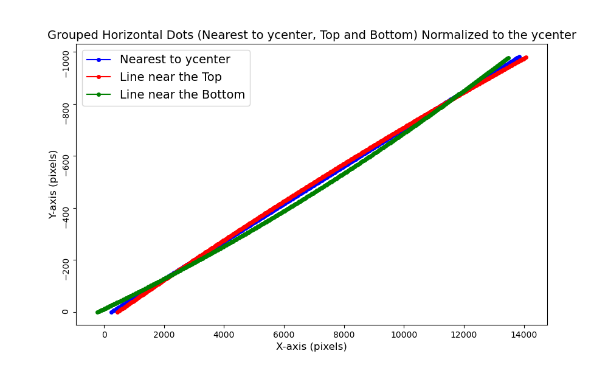 Grouped Horizontal Dots (Nearest to ycenter, Top and Bottom) Normalized to the ycenter
Nearest to ycenter
Line near the Top
Line near the Bottom
Y-axis (pixels)
−1000
−800
−600
−400
−200
0
0 2000 4000 6000 8000 10000 12000 14000
X-axis (pixels)